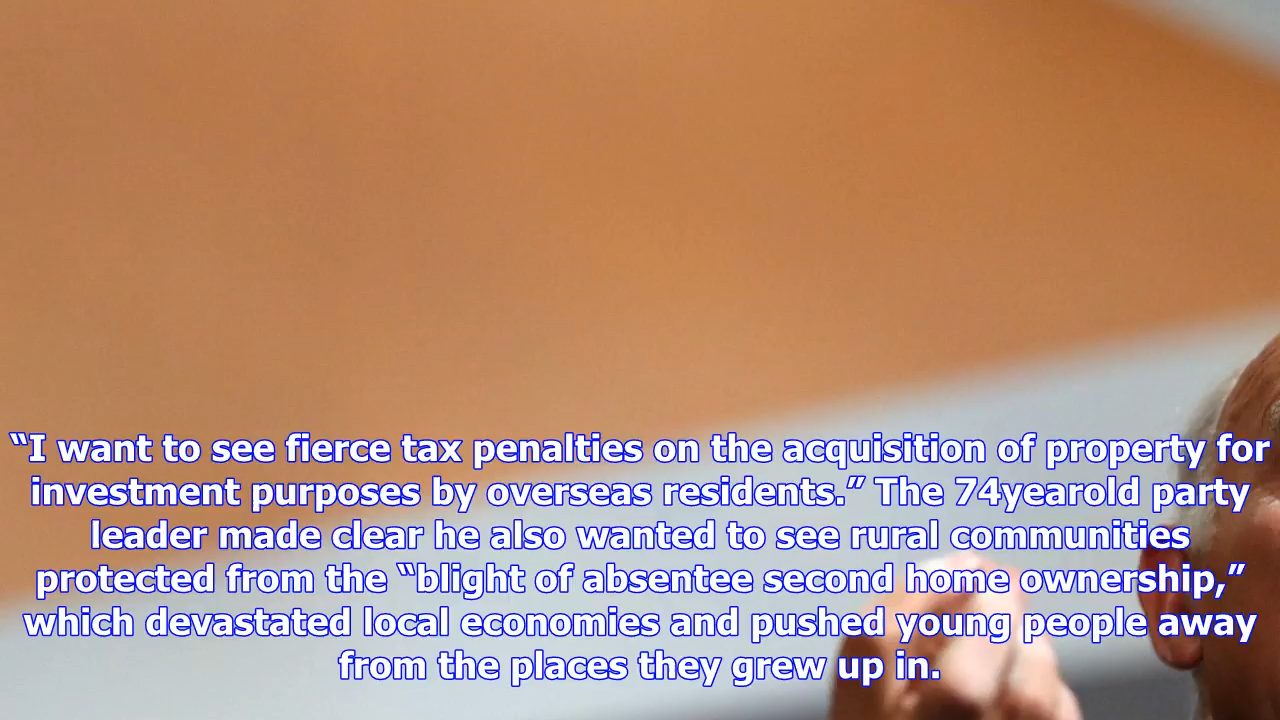 “I want to see fierce tax penalties on the acquisition of property for
investment purposes by overseas residents.” The 74yearold party
leader made clear he also wanted to see rural communities
protected from the “blight of absentee second home ownership,”
which devastated local economies and pushed young people away
from the places they grew up in.